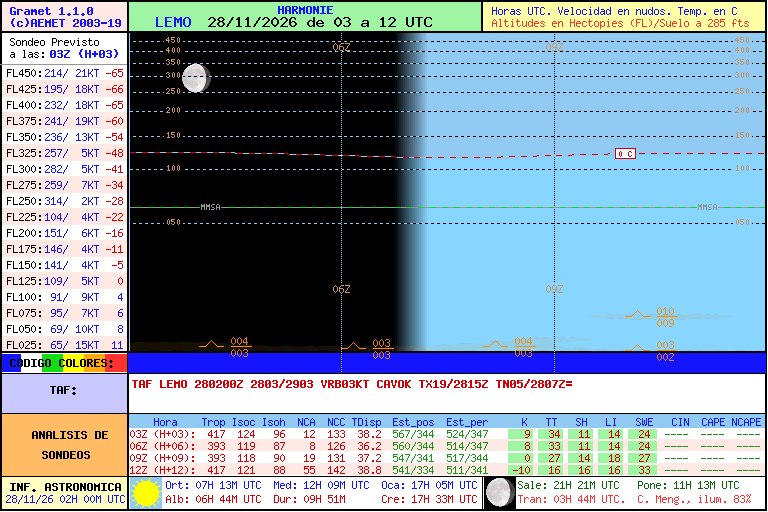 Gramet 1.1.0
(c)AEMET 2003-19
HARMONIE
LEMO 28/11/2026 de 03 a 12 UTC
Horas UTC. Velocidad en nudos. Temp. en C
Altitudes en Hectopies (FL)/Suelo a 285 fts
Sondeo Previsto
a las: 03Z (H+03)
FL450: 214/ 21KT -65
FL425: 195/ 18KT -66
FL400: 232/ 18KT -65
FL375: 241/ 19KT -60
FL350: 236/ 13KT -54
FL325: 257/ 5KT -48
FL300: 282/ 5KT -41
FL275: 259/ 7KT -34
FL250: 314/ 2KT -28
FL225: 104/ 4KT -22
FL200: 151/ 6KT -16
FL175: 146/ 4KT -11
FL150: 141/ 4KT -5
FL125: 109/ 5KT 0
FL100: 91/ 9KT 4
FL075: 95/ 7KT 6
FL050: 69/ 10KT 8
FL025: 65/ 15KT 11
450 06Z 09Z 450
400 400
350 350
300 300
250 250
200 200
150 150
0 C
100 100
MMSA MMSA
050 050
06Z 09Z
010
009
004
003
003
003
004
003
003
002
CODIGO COLORES:
TAF:
TAF LEMO 280200Z 2803/2903 VRB03KT CAVOK TX19/2815Z TN05/2807Z=
ANALISIS DE
SONDEOS
Hora Trop Isoc Isoh NCA NCC TDisp Est_pos Est_per K TT SH LI SWE CIN CAPE NCAPE
03Z (H+03): 417 124 96 12 133 38.2 567/344 524/347 9 34 11 14 24 ---- ---- ----
06Z (H+06): 393 119 87 8 126 36.2 560/344 514/341 8 33 11 14 24 ---- ---- ----
09Z (H+09): 393 118 90 19 131 37.2 547/341 517/344 0 27 14 18 27 ---- ---- ----
12Z (H+12): 417 121 88 55 142 38.8 541/334 511/341 -10 16 16 16 33 ---- ---- ----
INF. ASTRONOMICA
28/11/26 02H 00M UTC
Ort: 07H 13M UTC Med: 12H 09M UTC Oca: 17H 05M UTC
Alb: 06H 44M UTC Dur: 09H 51M Cre: 17H 33M UTC
Sale: 21H 21M UTC Pone: 11H 13M UTC
Tran: 03H 44M UTC. C. Meng., ilum. 83%